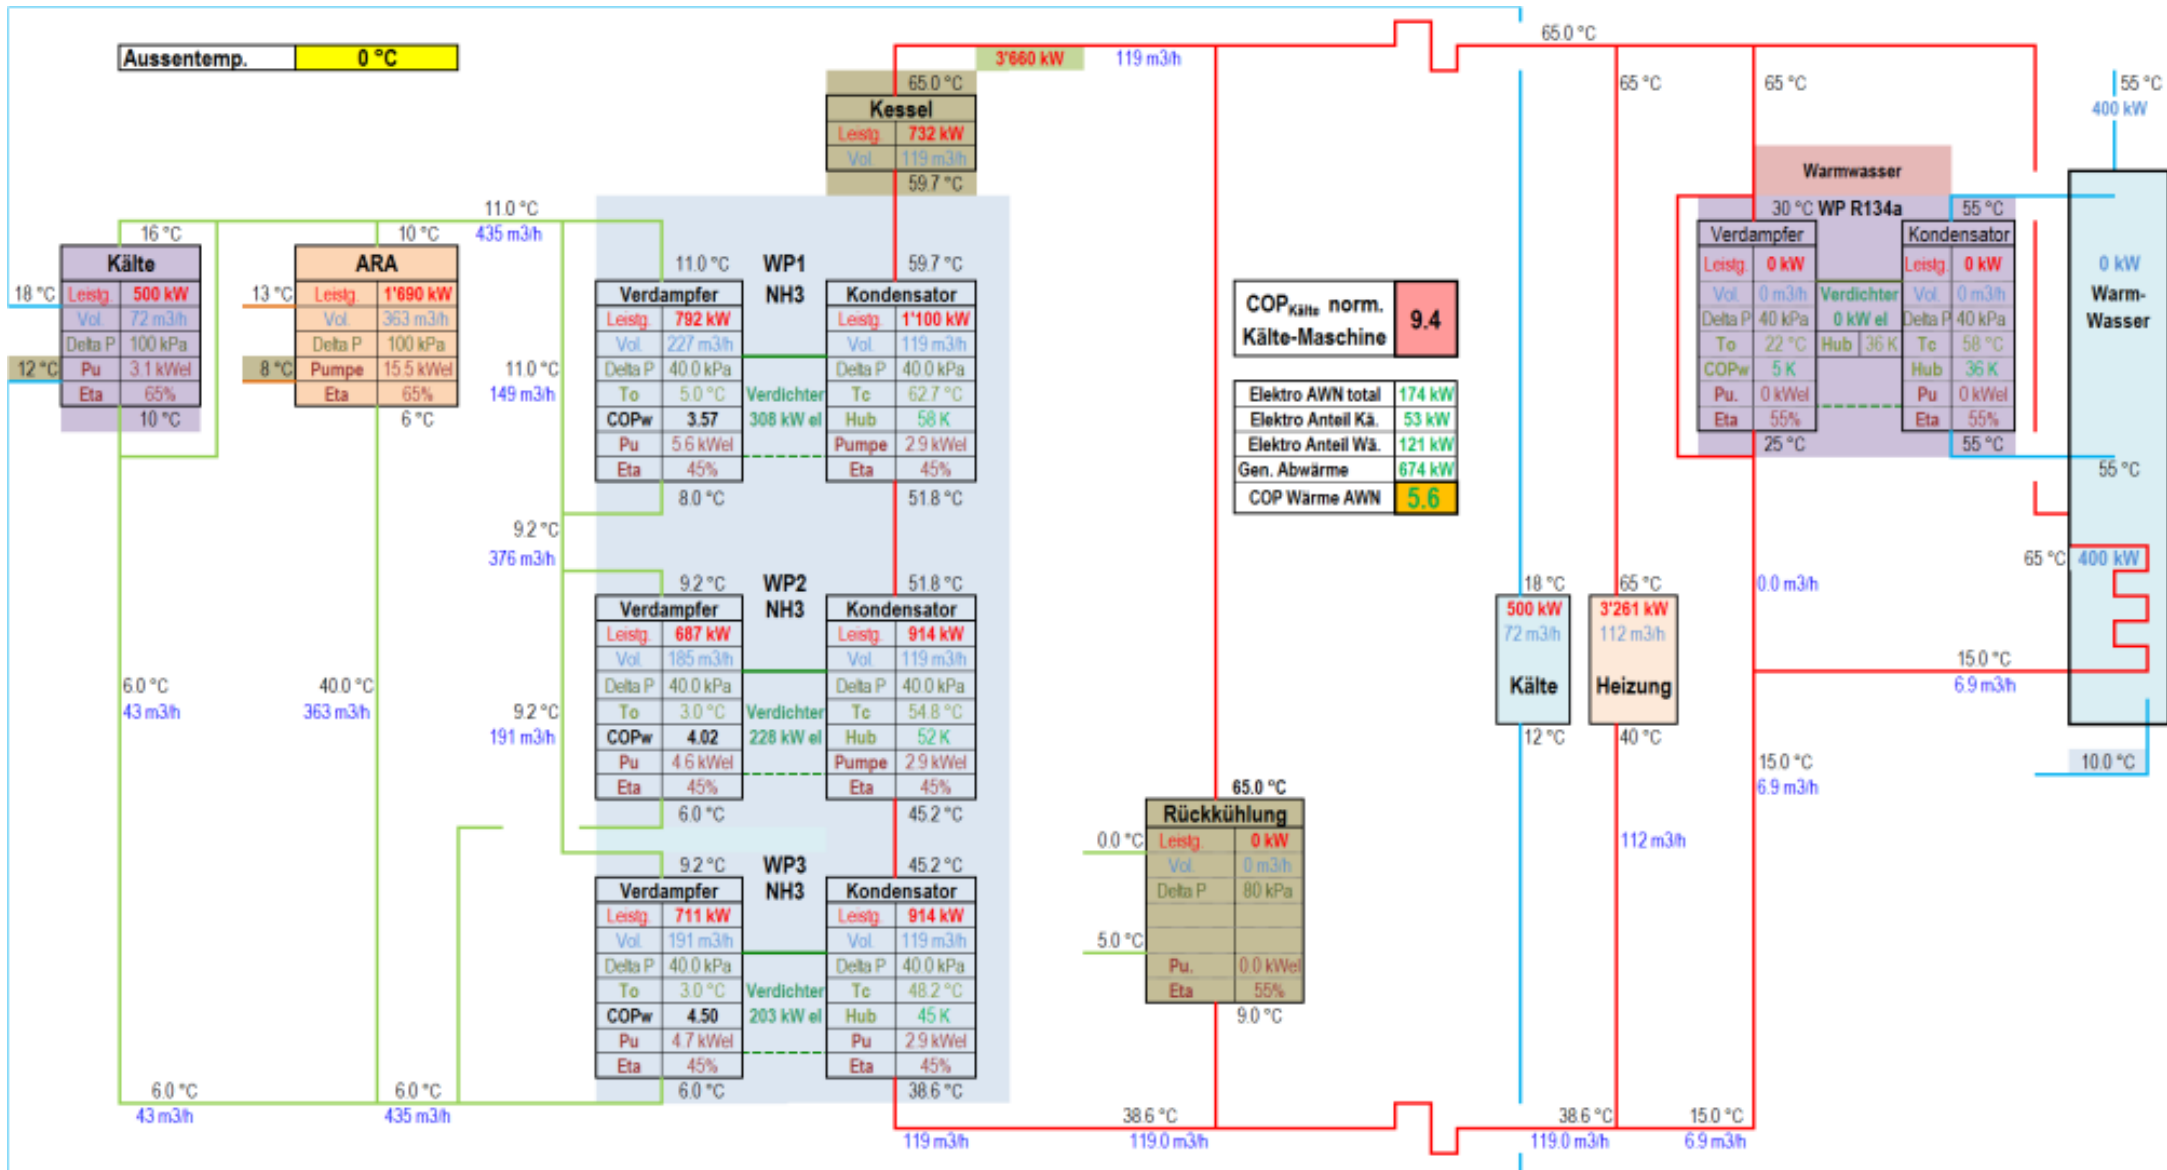 65.0 °C
Aussentemp. 0 °C
3'660 kW 119 m3/h
65 °C 65 °C 55 °C
400 kW
65.0 °C
Kessel
Leistg. 732 kW
Vol. 119 m3/h
59.7 °C
Warmwasser
30 °C WP R134a 55 °C
11.0 °C
435 m3/h
16 °C
Kälte
18 °C Leistg. 500 kW
Vol. 72 m3/h
Delta P 100 kPa
12 °C Pu 3.1 kWel
Eta 65%
10 °C
10 °C
ARA
13 °C Leistg. 1'690 kW
Vol. 363 m3/h
Delta P 100 kPa
8 °C Pumpe 15.5 kWel
Eta 65%
6 °C
11.0 °C
149 m3/h
11.0 °C WP1 59.7 °C
NH3
Verdampfer Kondensator
Leistg. 792 kW Leistg. 1'100 kW
Vol. 227 m3/h Vol. 119 m3/h
Delta P 40.0 kPa Delta P 40.0 kPa
To 5.0 °C Verdichter Tc 62.7 °C
COPw 3.57 308 kW el Hub 58 K
Pu 5.6 kWel Pumpe 2.9 kWel
Eta 45% Eta 45%
8.0 °C 51.8 °C
COPKälte norm.
Kälte-Maschine 9.4
Elektro AWN total 174 kW
Elektro Anteil Kä. 53 kW
Elektro Anteil Wä. 121 kW
Gen. Abwärme 674 kW
COP Wärme AWN 5.6
Verdampfer Kondensator
Leistg. 0 kW Leistg. 0 kW
Vol. 0 m3/h Verdichter Vol. 0 m3/h
Delta P 40 kPa 0 kW el Delta P 40 kPa
To 22 °C Hub 36 K Tc 58 °C
COPw 5 K Hub 36 K
Pu. 0 kWel Pu 0 kWel
Eta 55% Eta 55%
25 °C 55 °C
0 kW
Warm-
Wasser
55 °C
9.2 °C
376 m3/h
9.2 °C WP2 51.8 °C
NH3
Verdampfer Kondensator
Leistg. 687 kW Leistg. 914 kW
Vol. 185 m3/h Vol. 119 m3/h
Delta P 40.0 kPa Delta P 40.0 kPa
To 3.0 °C Verdichter Tc 54.8 °C
COPw 4.02 228 kW el Hub 52 K
Pu 4.6 kWel Pumpe 2.9 kWel
Eta 45% Eta 45%
6.0 °C 45.2 °C
6.0 °C
43 m3/h
40.0 °C
363 m3/h
9.2 °C
191 m3/h
18 °C
500 kW
72 m3/h
Kälte
12 °C
65 °C
3'261 kW
112 m3/h
Heizung
40 °C
0.0 m3/h
65 °C 400 kW
15.0 °C
6.9 m3/h
15.0 °C
6.9 m3/h
10.0 °C
112 m3/h
65.0 °C
Rückkühlung
0.0 °C Leistg. 0 kW
Vol. 0 m3/h
Delta P 80 kPa
5.0 °C
Pu. 0.0 kWel
Eta 55%
9.0 °C
9.2 °C WP3 45.2 °C
NH3
Verdampfer Kondensator
Leistg. 711 kW Leistg. 914 kW
Vol. 191 m3/h Vol. 119 m3/h
Delta P 40.0 kPa Delta P 40.0 kPa
To 3.0 °C Verdichter Tc 48.2 °C
COPw 4.50 203 kW el Hub 45 K
Pu 4.7 kWel Pu 2.9 kWel
Eta 45% Eta 45%
6.0 °C 38.6 °C
6.0 °C
43 m3/h
6.0 °C
435 m3/h
119 m3/h
38.6 °C
119.0 m3/h
38.6 °C
119.0 m3/h
15.0 °C
6.9 m3/h